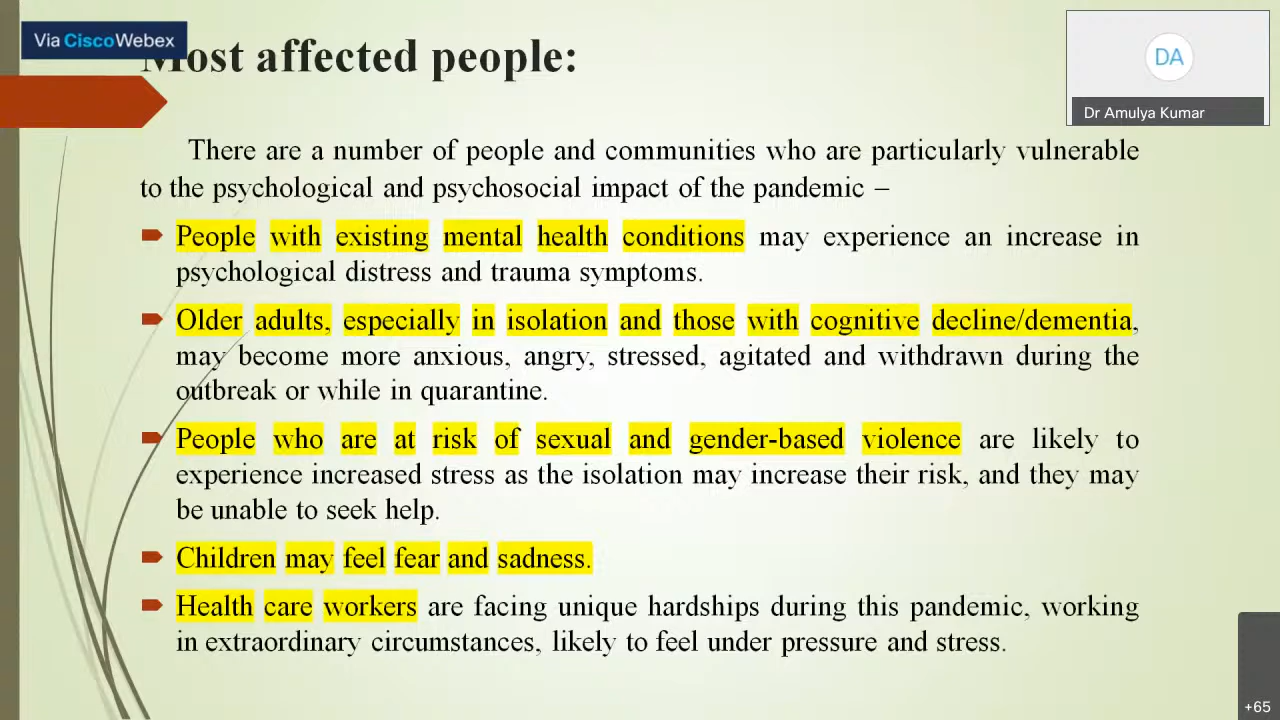 Via CiscoWebex
Most affected people:
DA
Dr Amulya Kumar
There are a number of people and communities who are particularly vulnerable
to the psychological and psychosocial impact of the pandemic –
People with existing mental health conditions may experience an increase in
psychological distress and trauma symptoms.
Older adults, especially in isolation and those with cognitive decline/dementia,
may become more anxious, angry, stressed, agitated and withdrawn during the
outbreak or while in quarantine.
People who are at risk of sexual and gender-based violence are likely to
experience increased stress as the isolation may increase their risk, and they may
be unable to seek help.
Children may feel fear and sadness.
Health care workers are facing unique hardships during this pandemic, working
in extraordinary circumstances, likely to feel under pressure and stress.
+65